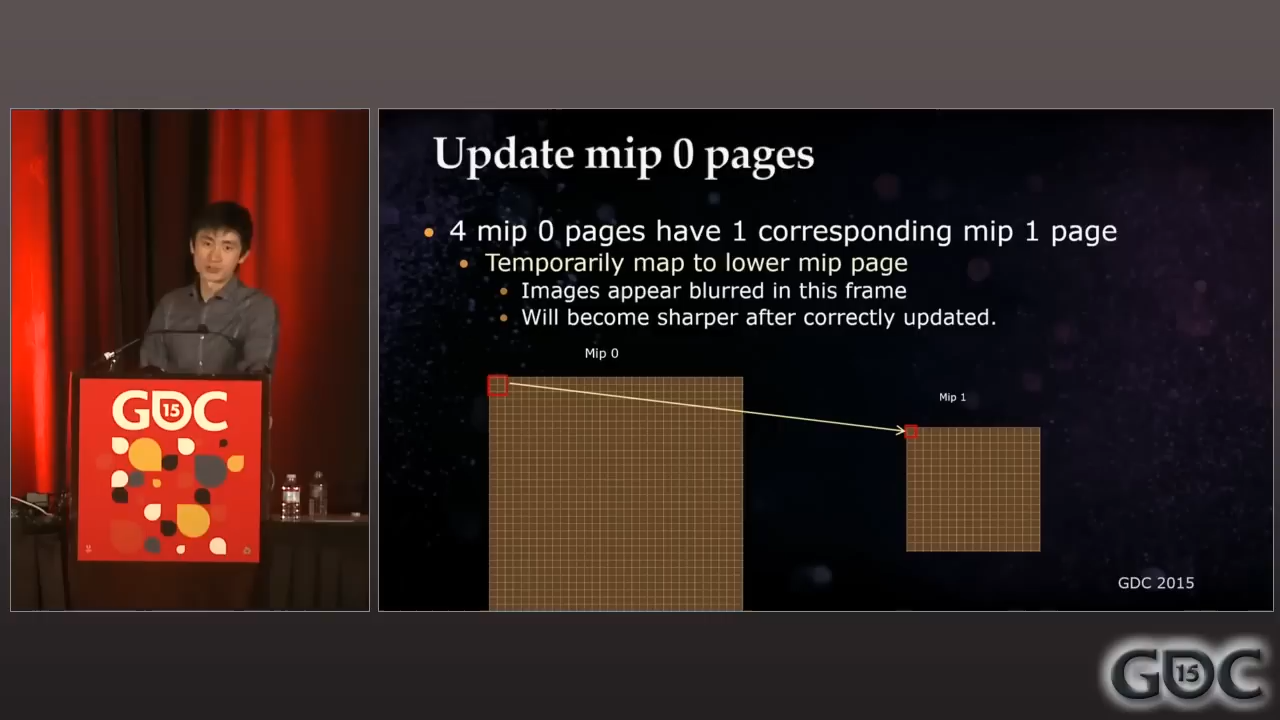 Update mip 0 pages
4 mip 0 pages have 1 corresponding mip 1 page
Temporarily map to lower mip page
Images appear blurred in this frame
Will become sharper after correctly updated.
Mip 0
Mip 1
GDC 2015
GDC
15
GDC
15